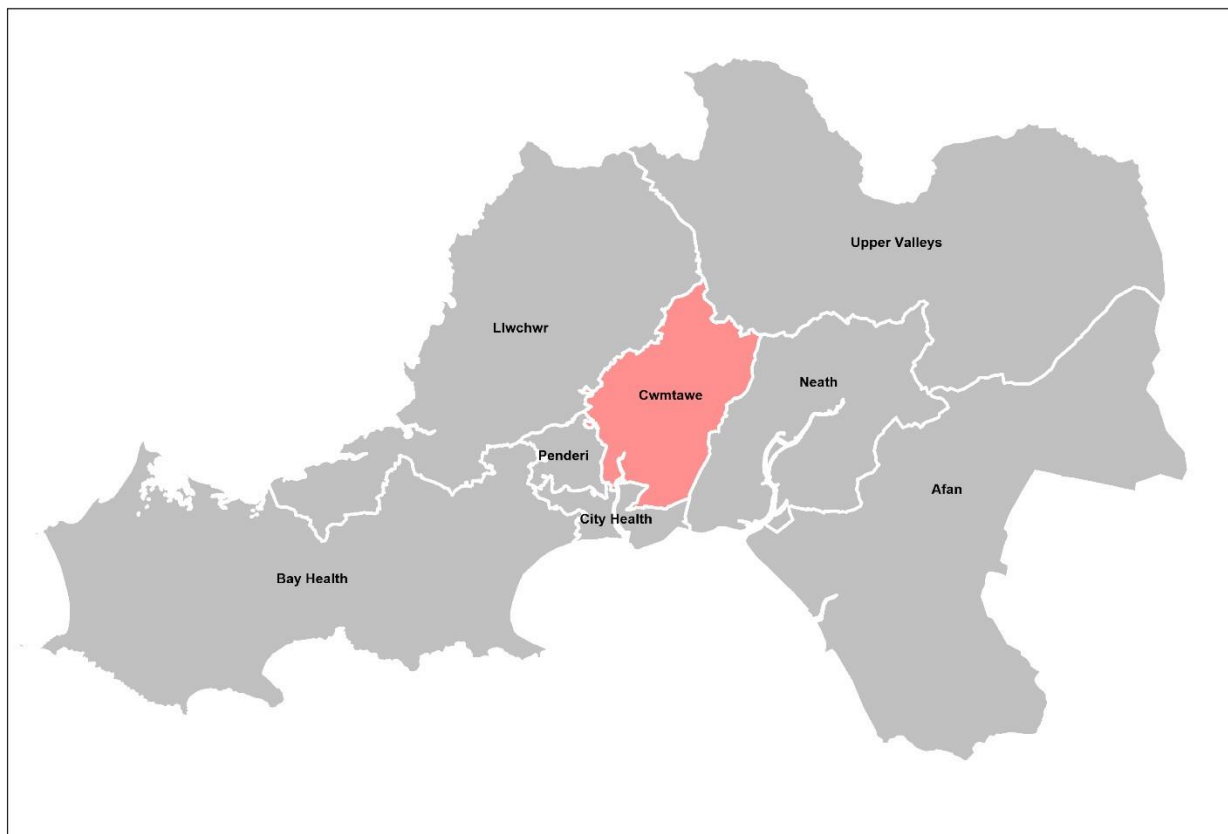 Upper Valleys
Llwchwr
Neath
Cwmtawe
Penderi
Afan
City Health
Bay Health